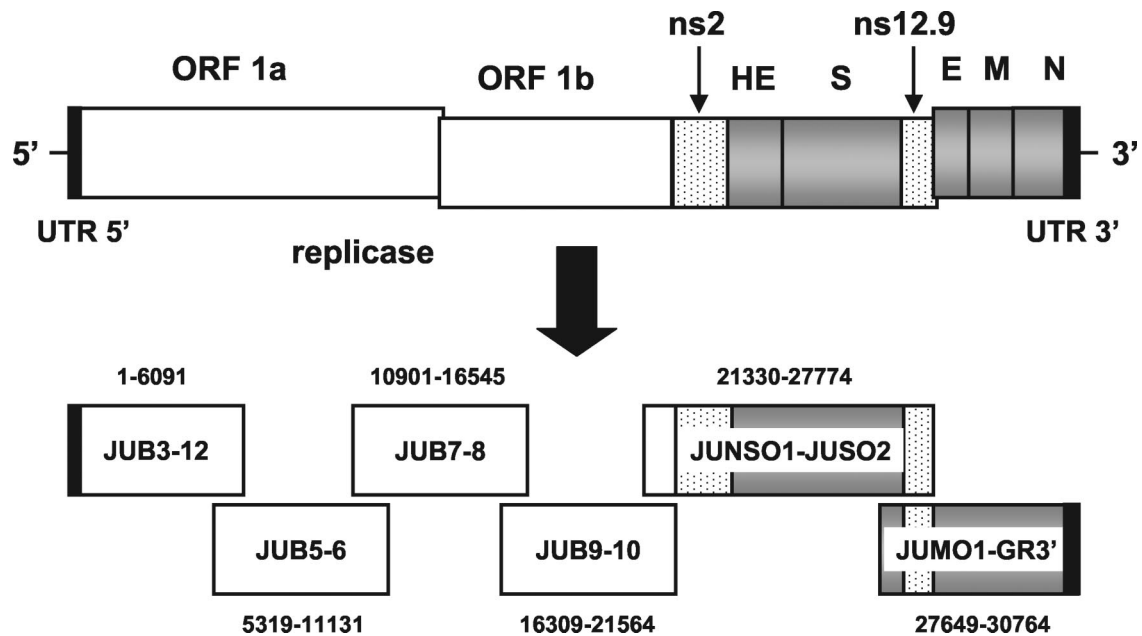 ns2
ns12.9
ORF 1a
ORF 1b
HE
S
E
M
N
5’
3’
UTR 5’
UTR 3’
replicase
1-6091
10901-16545
21330-27774
JUB3-12
JUB7-8
JUNSO1-JUSO2
JUB5-6
JUB9-10
JUMO1-GR3’
5319-11131
16309-21564
27649-30764